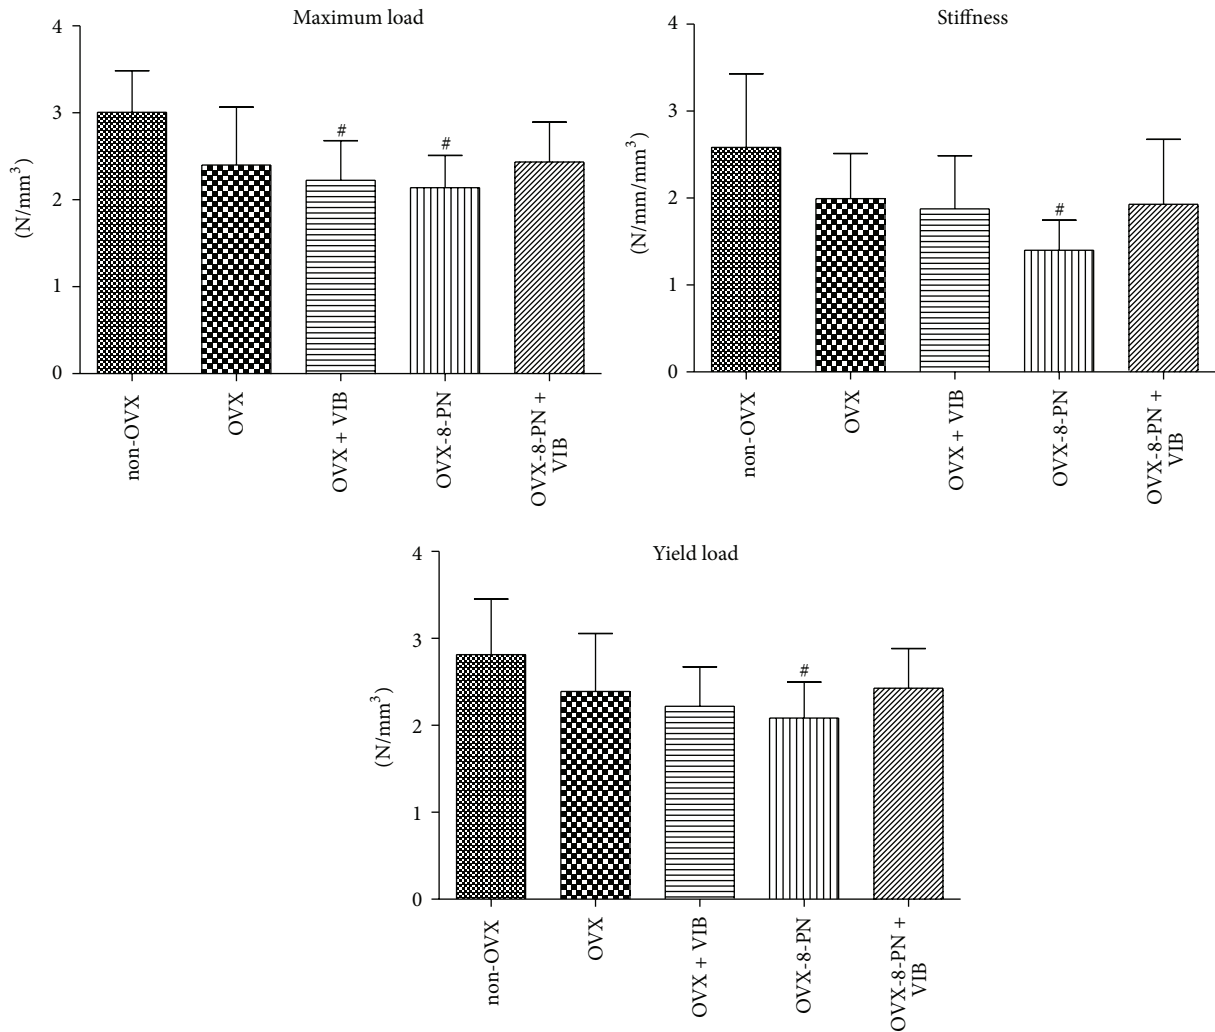 Maximum load
4
3
2
1
0
(N/mm³)
#
#
non-OVX
OVX
OVX + VIB
OVX-8-PN
OVX-8-PN +
VIB
Stiffness
4
3
2
1
0
(N/mm/mm³)
#
non-OVX
OVX
OVX + VIB
OVX-8-PN
OVX-8-PN +
VIB
Yield load
4
3
2
1
0
(N/mm³)
#
non-OVX
OVX
OVX + VIB
OVX-8-PN
OVX-8-PN +
VIB